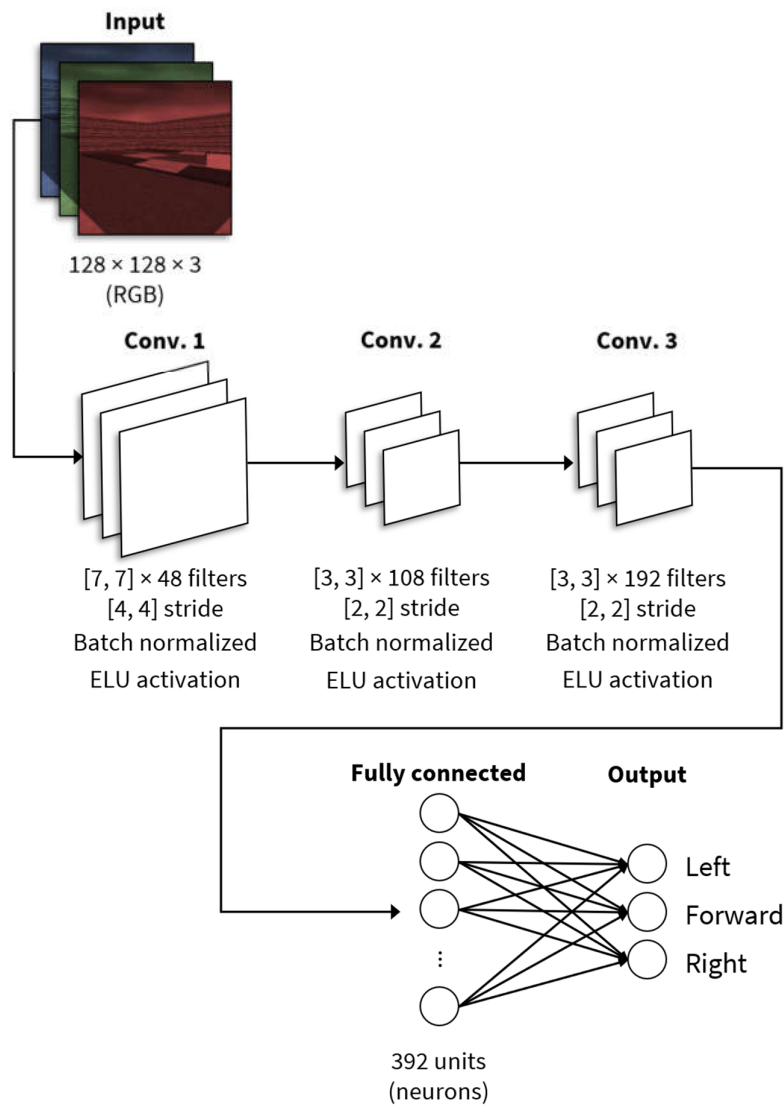 Input
128 × 128 × 3
(RGB)
Conv. 1
Conv. 2
Conv. 3
[7, 7] × 48 filters
[4, 4] stride
Batch normalized
ELU activation
[3, 3] × 108 filters
[2, 2] stride
Batch normalized
ELU activation
[3, 3] × 192 filters
[2, 2] stride
Batch normalized
ELU activation
Fully connected
Output
Left
Forward
Right
⋮
392 units
(neurons)